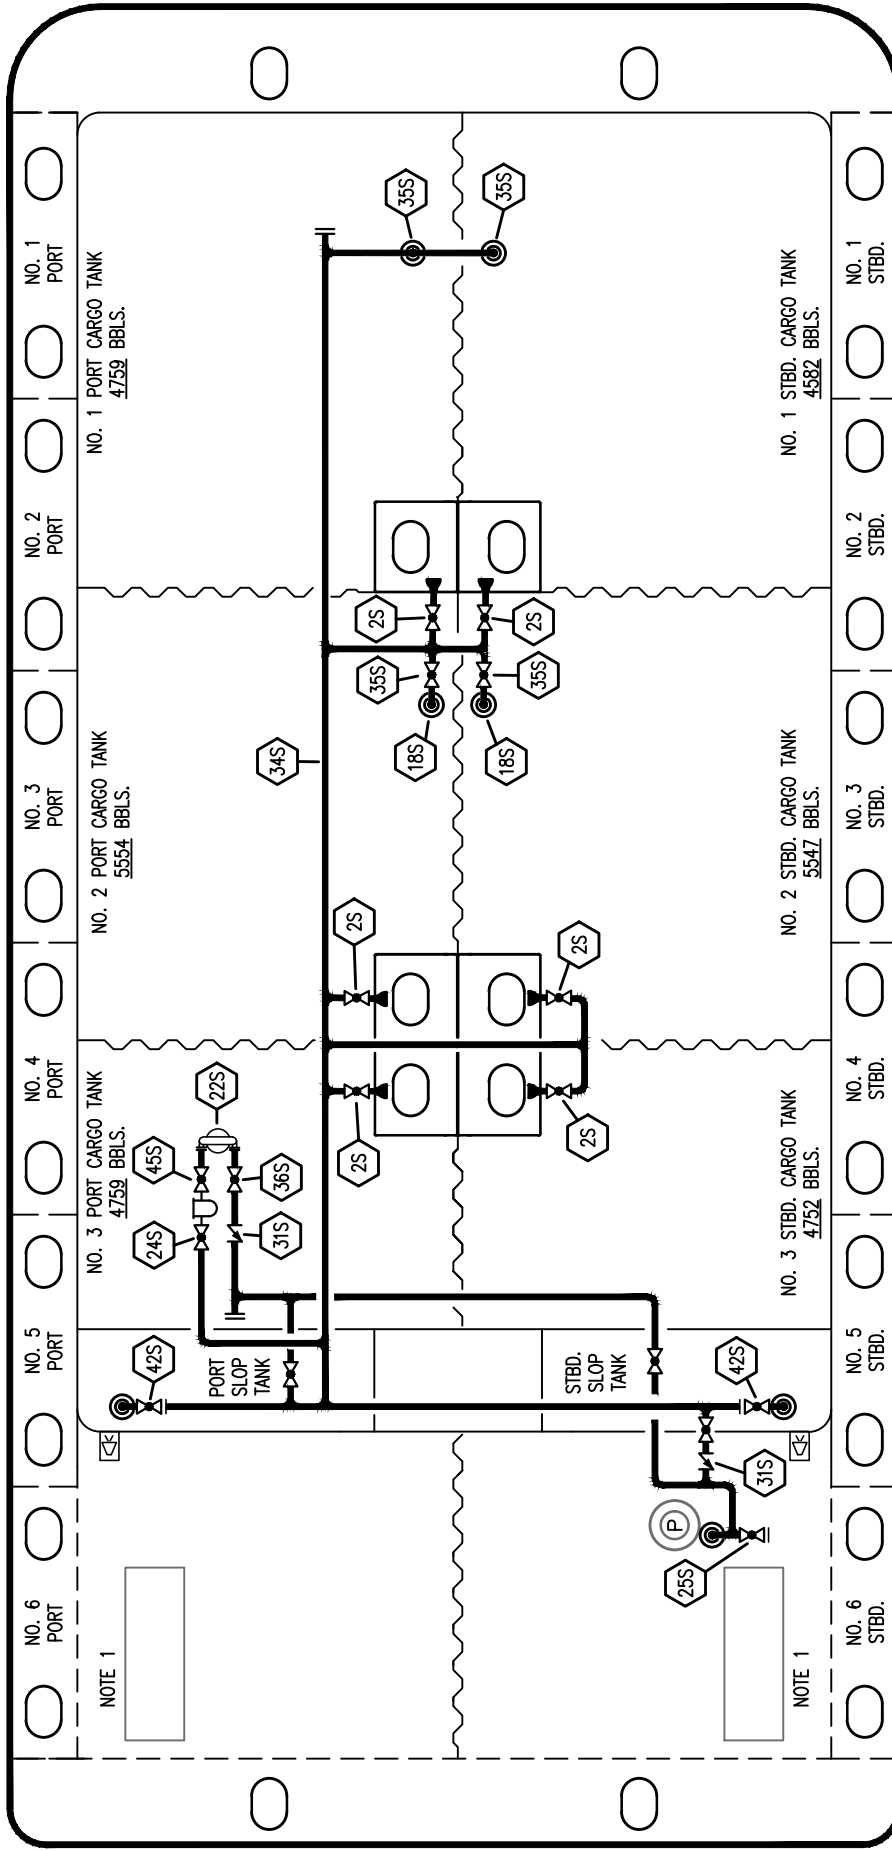 NO. 6
PORT
NO. 5
PORT
NO. 4
PORT
NO. 3
PORT
NO. 2
PORT
NO. 1
PORT
NOTE 1
NO. 3 PORT CARGO TANK
4759 BBLS.
NO. 2 PORT CARGO TANK
5554 BBLS.
NO. 1 PORT CARGO TANK
4759 BBLS.
42S
24S
45S
22S
31S
36S
PORT
SLOP
TANK
34S
2S
2S
35S
2S
18S
35S
35S
18S
35S
2S
2S
2S
STBD.
SLOP
TANK
P
25S
31S
42S
NOTE 1
NO. 3 STBD. CARGO TANK
4752 BBLS.
NO. 2 STBD. CARGO TANK
5547 BBLS.
NO. 1 STBD. CARGO TANK
4582 BBLS.
NO. 6
STBD.
NO. 5
STBD.
NO. 4
STBD.
NO. 3
STBD.
NO. 2
STBD.
NO. 1
STBD.